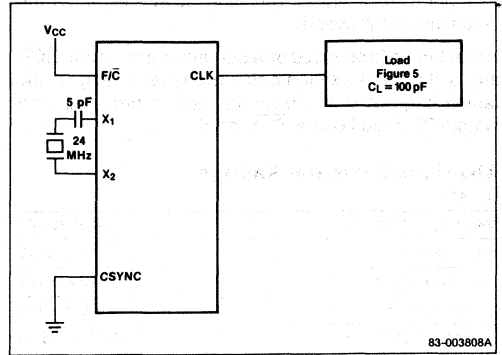 VCC
F/C̅
CLK
Load
Figure 5
CL = 100 pF
5 pF
X1
24
MHz
X2
CSYNC
83-003808A